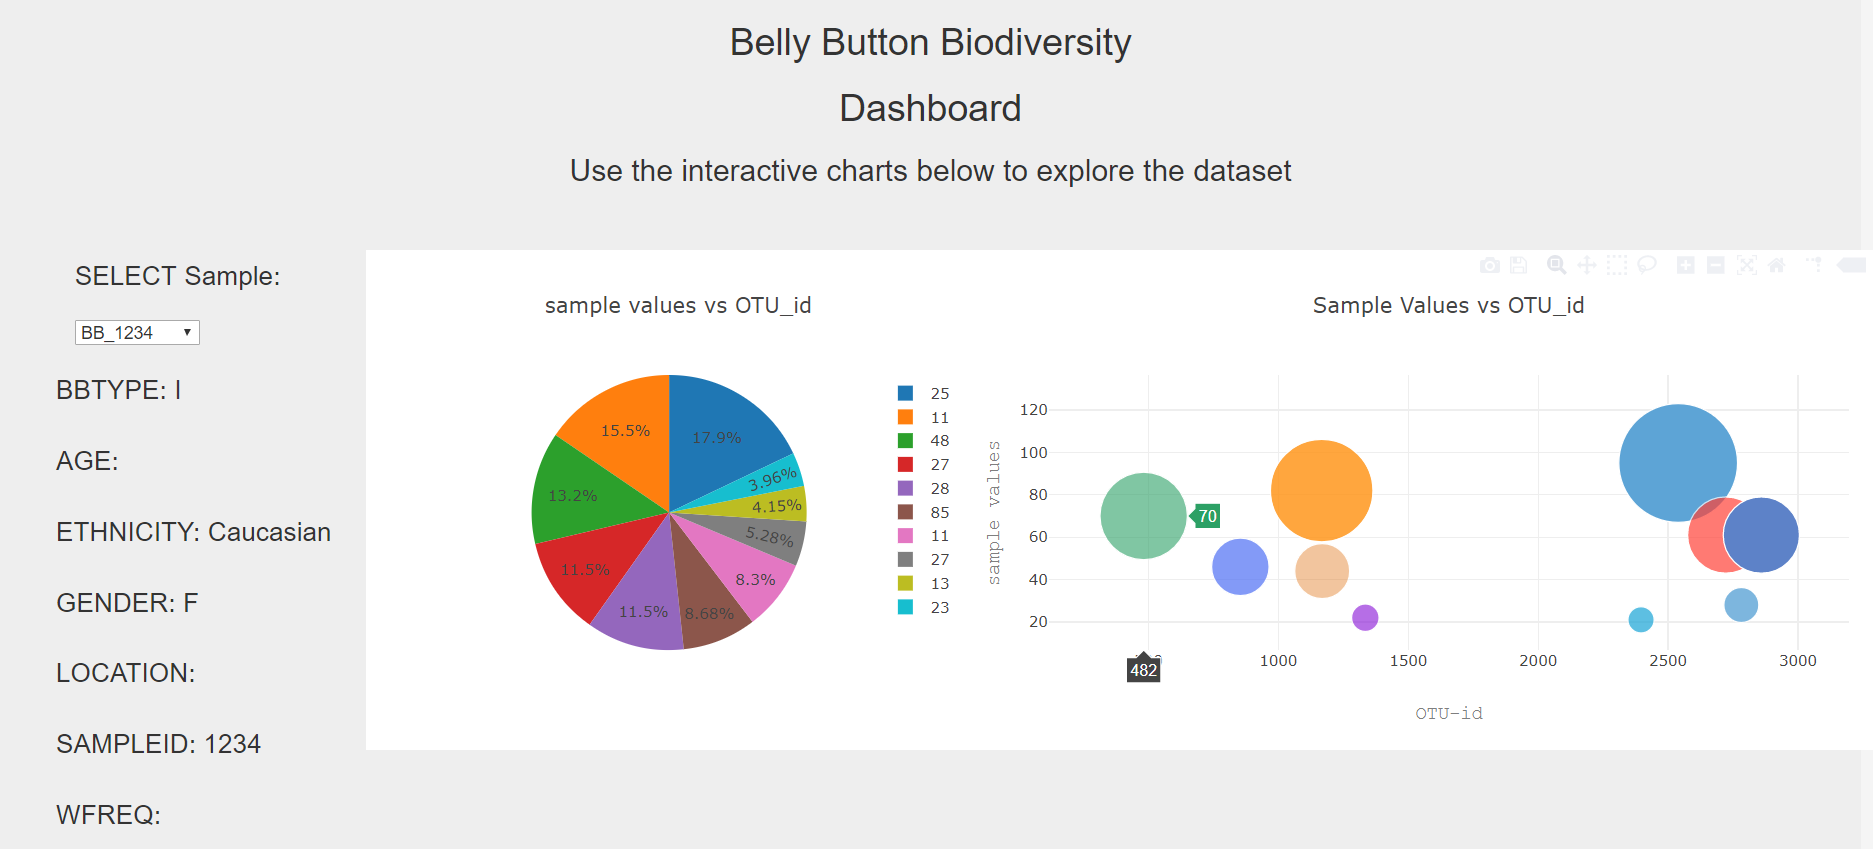 Belly Button Biodiversity
Dashboard
Use the interactive charts below to explore the dataset
SELECT Sample:
BB_1234
BBTYPE: I
AGE:
ETHNICITY: Caucasian
GENDER: F
LOCATION:
SAMPLEID: 1234
WFREQ:
sample values vs OTU_id
17.9%
15.5%
13.2%
11.5%
11.5%
8.68%
8.3%
5.28%
4.15%
3.96%
25
11
48
27
28
85
11
27
13
23
Sample Values vs OTU_id
sample values
120
100
80
60
40
20
70
482
1000
1500
2000
2500
3000
OTU-id